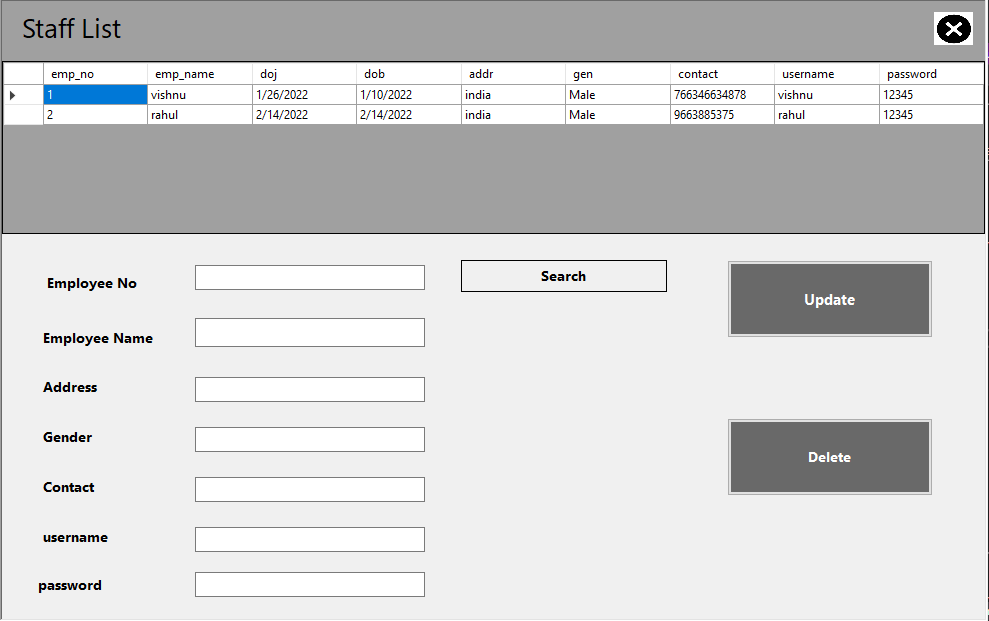 Staff List
emp_no emp_name doj dob addr gen contact username password
1 vishnu 1/26/2022 1/10/2022 india Male 766346634878 vishnu 12345
2 rahul 2/14/2022 2/14/2022 india Male 9663885375 rahul 12345
Employee No Search Update
Employee Name
Address
Gender
Delete
Contact
username
password